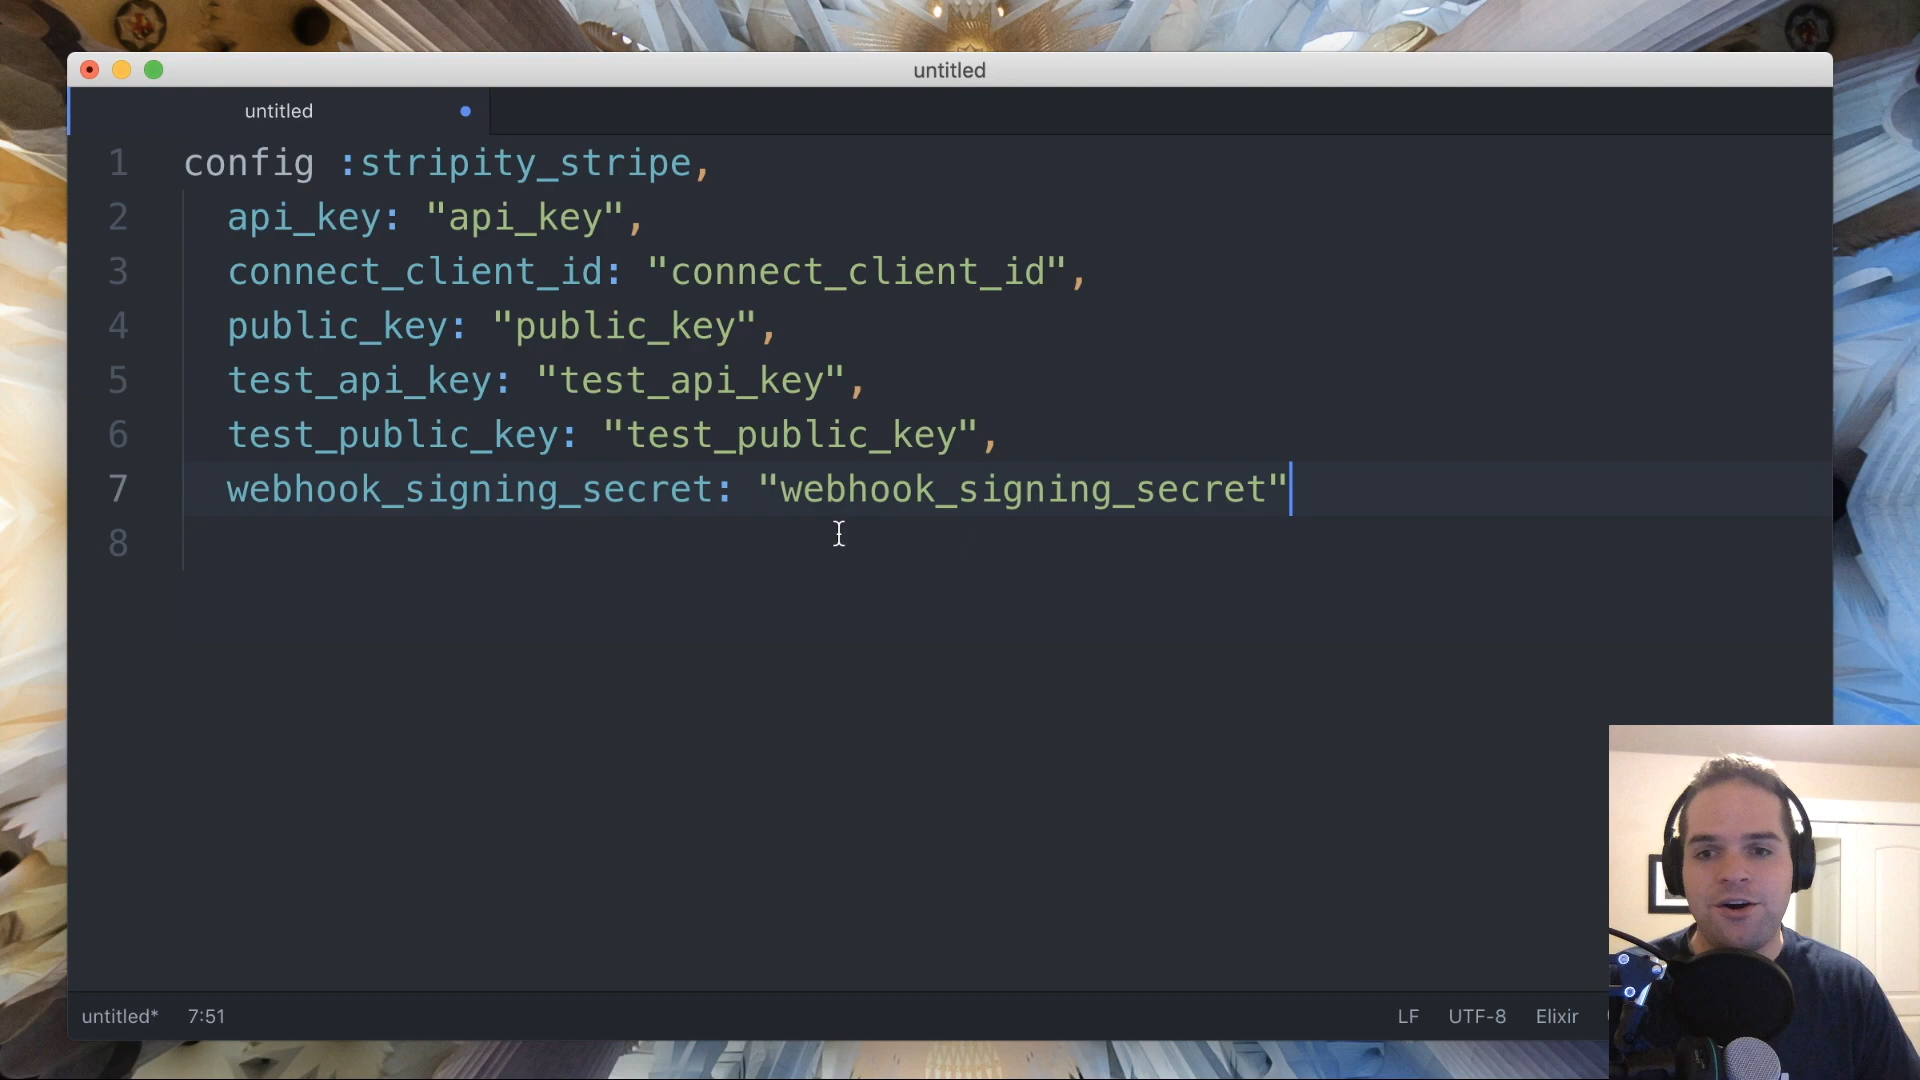 untitled
untitled
1 config :stripity_stripe,
2 api_key: "api_key",
3 connect_client_id: "connect_client_id",
4 public_key: "public_key",
5 test_api_key: "test_api_key",
6 test_public_key: "test_public_key",
7 webhook_signing_secret: "webhook_signing_secret"
8
untitled* 7:51 LF UTF-8 Elixir